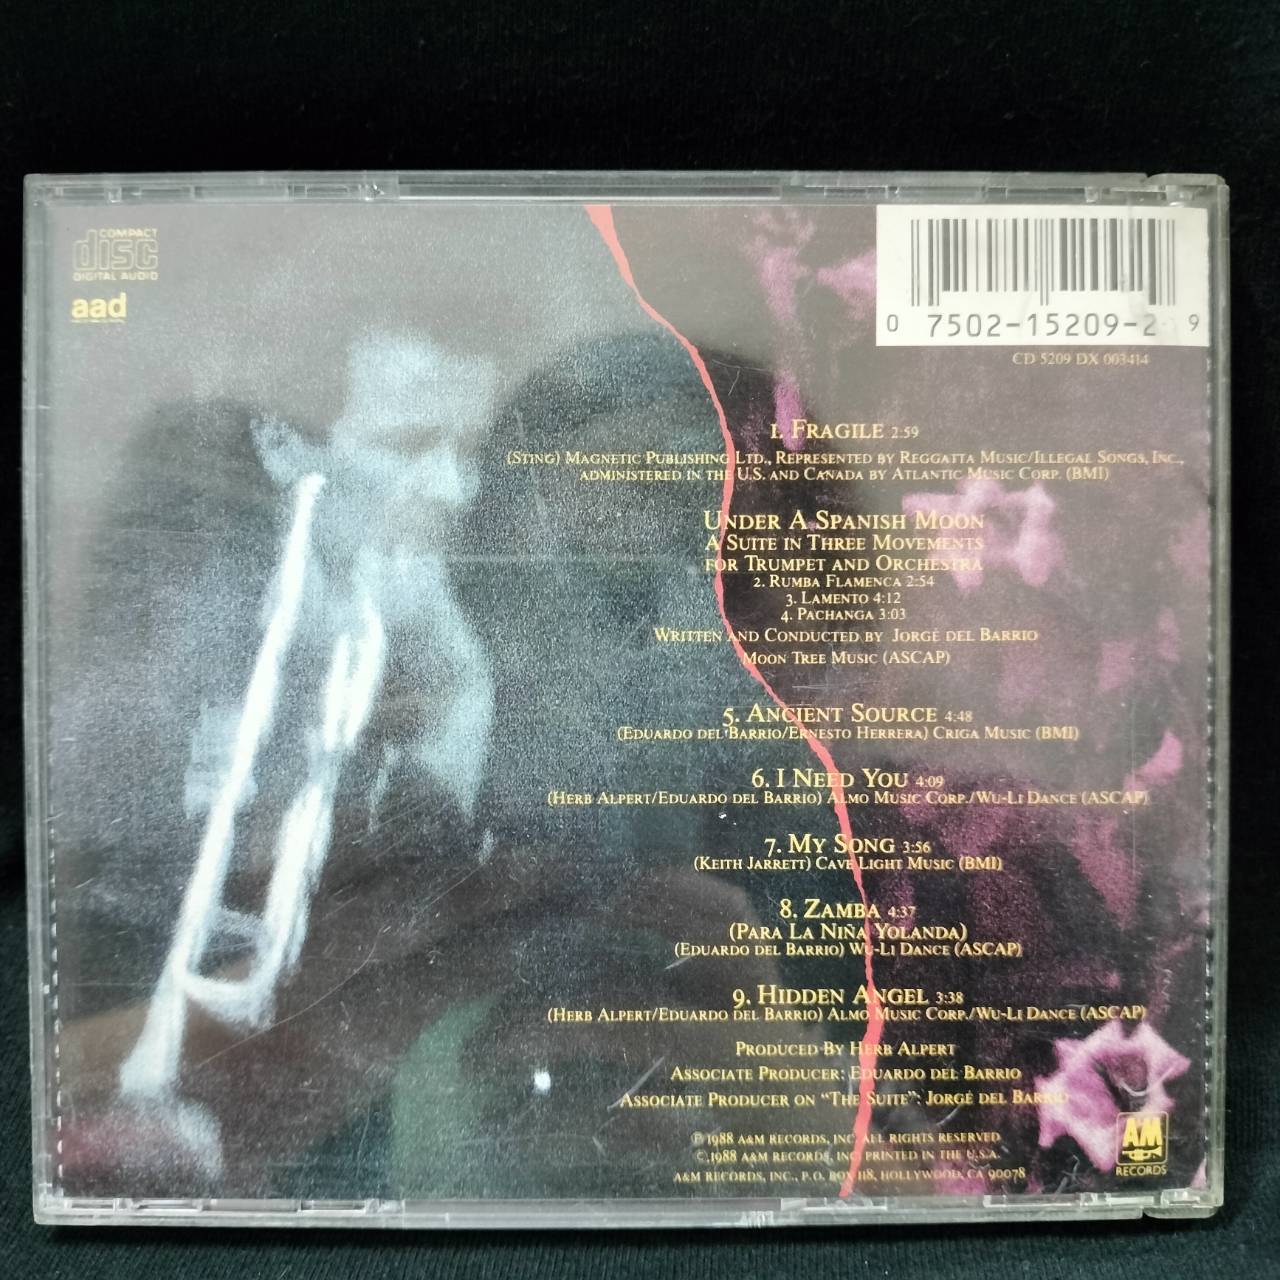 COMPACT
disc
DIGITAL AUDIO
aad
0 7502-15209-2 9
CD 5209 DX 003414
1. FRAGILE 2:59
(STING) MAGNETIC PUBLISHING LTD., REPRESENTED BY REGGATTA MUSIC/ILLEGAL SONGS, INC.,
ADMINISTERED IN THE U.S. AND CANADA BY ATLANTIC MUSIC CORP. (BMI)
UNDER A SPANISH MOON
A SUITE IN THREE MOVEMENTS
FOR TRUMPET AND ORCHESTRA
2. RUMBA FLAMENCA 2:54
3. LAMENTO 4:12
4. PACHANGA 3:03
WRITTEN AND CONDUCTED BY JORGÉ DEL BARRIO
MOON TREE MUSIC (ASCAP)
5. ANCIENT SOURCE 4:48
(EDUARDO DEL BARRIO/ERNESTO HERRERA) CRIGA MUSIC (BMI)
6. I NEED YOU 4:09
(HERB ALPERT/EDUARDO DEL BARRIO) ALMO MUSIC CORP./WU-LI DANCE (ASCAP)
7. MY SONG 3:56
(KEITH JARRETT) CAVE LIGHT MUSIC (BMI)
8. ZAMBA 4:37
(PARA LA NIÑA YOLANDA)
(EDUARDO DEL BARRIO) WU-LI DANCE (ASCAP)
9. HIDDEN ANGEL 3:38
(HERB ALPERT/EDUARDO DEL BARRIO) ALMO MUSIC CORP./WU-LI DANCE (ASCAP)
PRODUCED BY HERB ALPERT
ASSOCIATE PRODUCER: EDUARDO DEL BARRIO
ASSOCIATE PRODUCER ON "THE SUITE": JORGÉ DEL BARRIO
℗ 1988 A&M RECORDS, INC. ALL RIGHTS RESERVED
©, 1988 A&M RECORDS, INC. PRINTED IN THE U.S.A.
A&M RECORDS, INC., P.O. BOX 118, HOLLYWOOD, CA 90078
AM
RECORDS